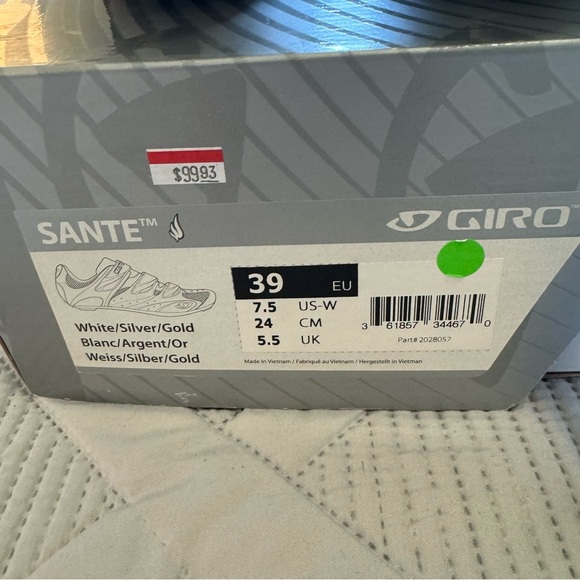 $99.93
SANTE™
GIRO™
White/Silver/Gold
Blanc/Argent/Or
Weiss/Silber/Gold
39 EU
7.5 US-W
24 CM
5.5 UK
3 61857 34467 0
Part# 2028057
Made in Vietnam / Fabriqué au Vietnam / Hergestellt in Vietnam